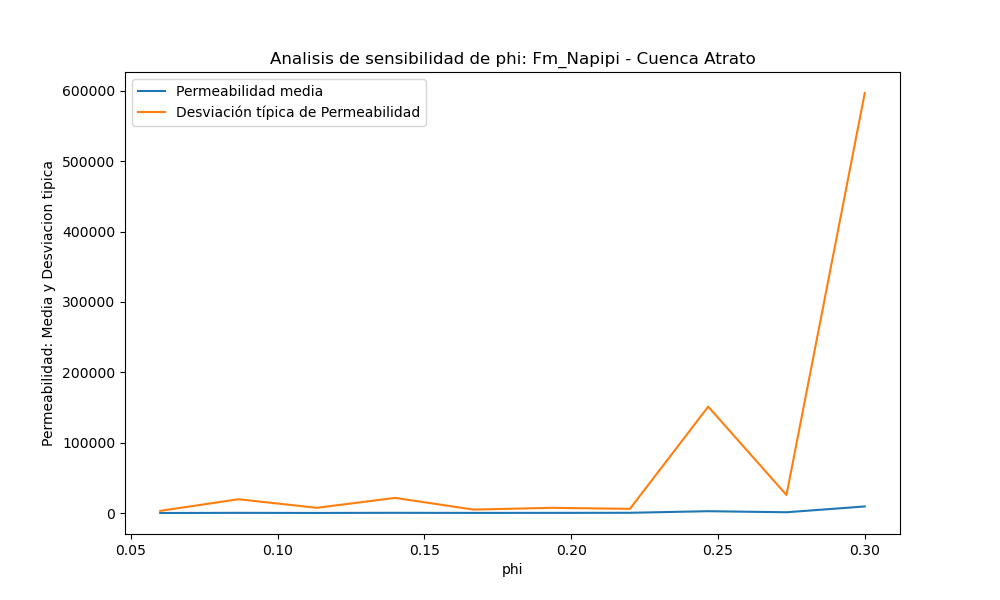 Analisis de sensibilidad de phi: Fm_Napipi - Cuenca Atrato
Permeabilidad media
Desviación típica de Permeabilidad
Permeabilidad: Media y Desviacion tipica
600000
500000
400000
300000
200000
100000
0
0.05
0.10
0.15
0.20
0.25
0.30
phi